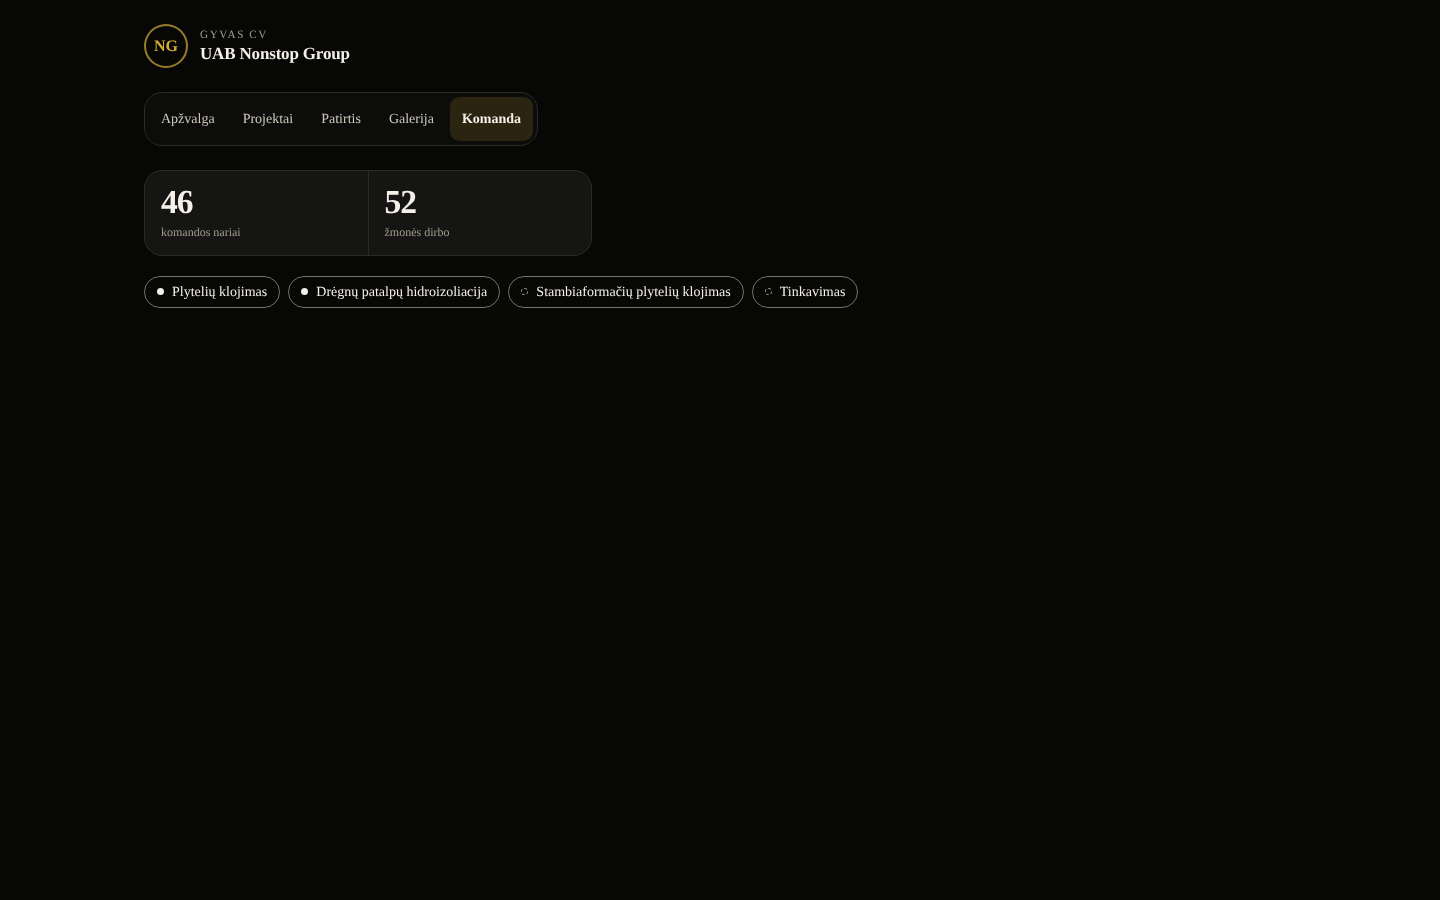 NG
GYVAS CV
UAB Nonstop Group
Apžvalga Projektai Patirtis Galerija Komanda
46 52
komandos nariai žmonės dirbo
Plytelių klojimas Drėgnų patalpų hidroizoliacija Stambiaformačių plytelių klojimas Tinkavimas